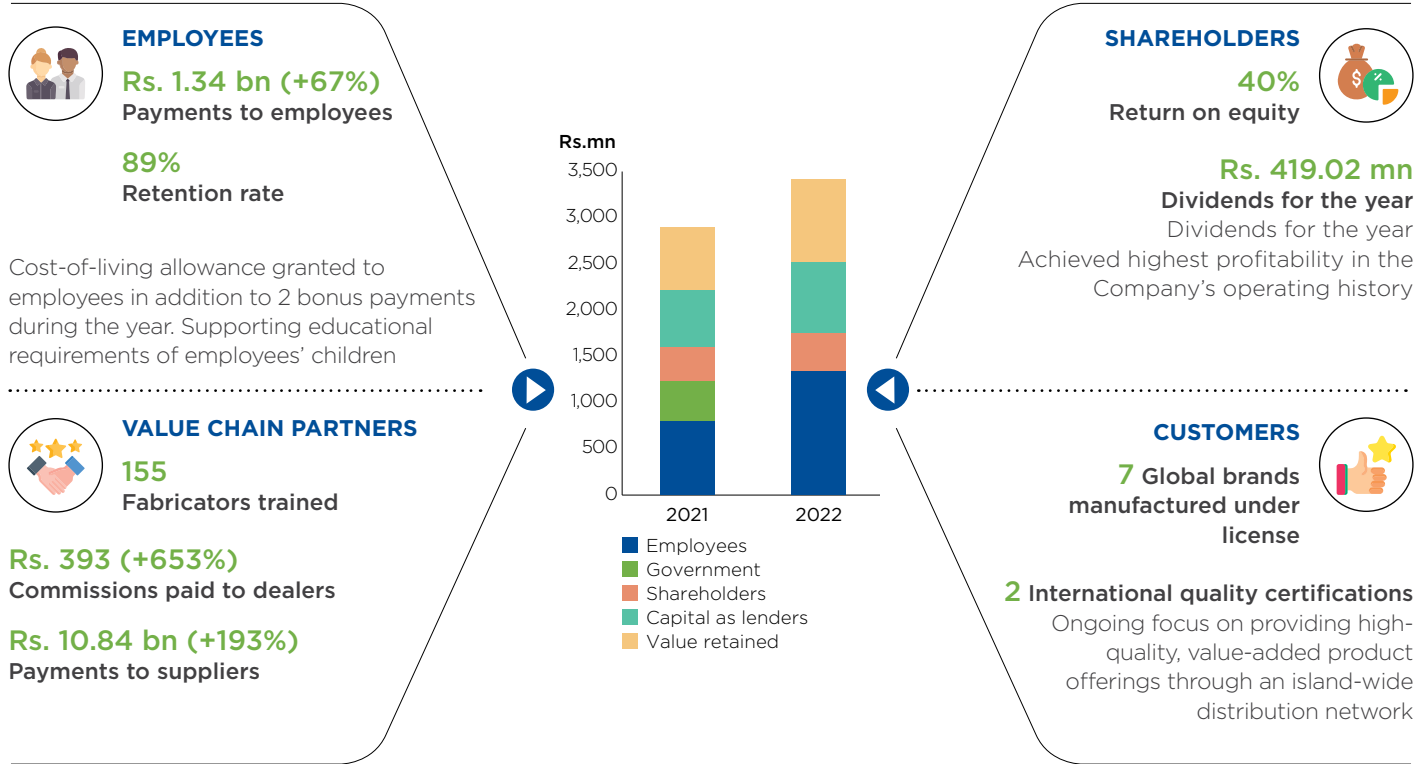 EMPLOYEES
Rs. 1.34 bn (+67%)
Payments to employees
89%
Retention rate
Cost-of-living allowance granted to
employees in addition to 2 bonus payments
during the year. Supporting educational
requirements of employees’ children
VALUE CHAIN PARTNERS
155
Fabricators trained
Rs. 393 (+653%)
Commissions paid to dealers
Rs. 10.84 bn (+193%)
Payments to suppliers
Rs.mn
3,500
3,000
2,500
2,000
1,500
1,000
500
0
2021 2022
Employees
Government
Shareholders
Capital as lenders
Value retained
SHAREHOLDERS
40%
Return on equity
$
%
Rs. 419.02 mn
Dividends for the year
Dividends for the year
Achieved highest profitability in the
Company’s operating history
CUSTOMERS
7 Global brands
manufactured under
license
2 International quality certifications
Ongoing focus on providing high-
quality, value-added product
offerings through an island-wide
distribution network